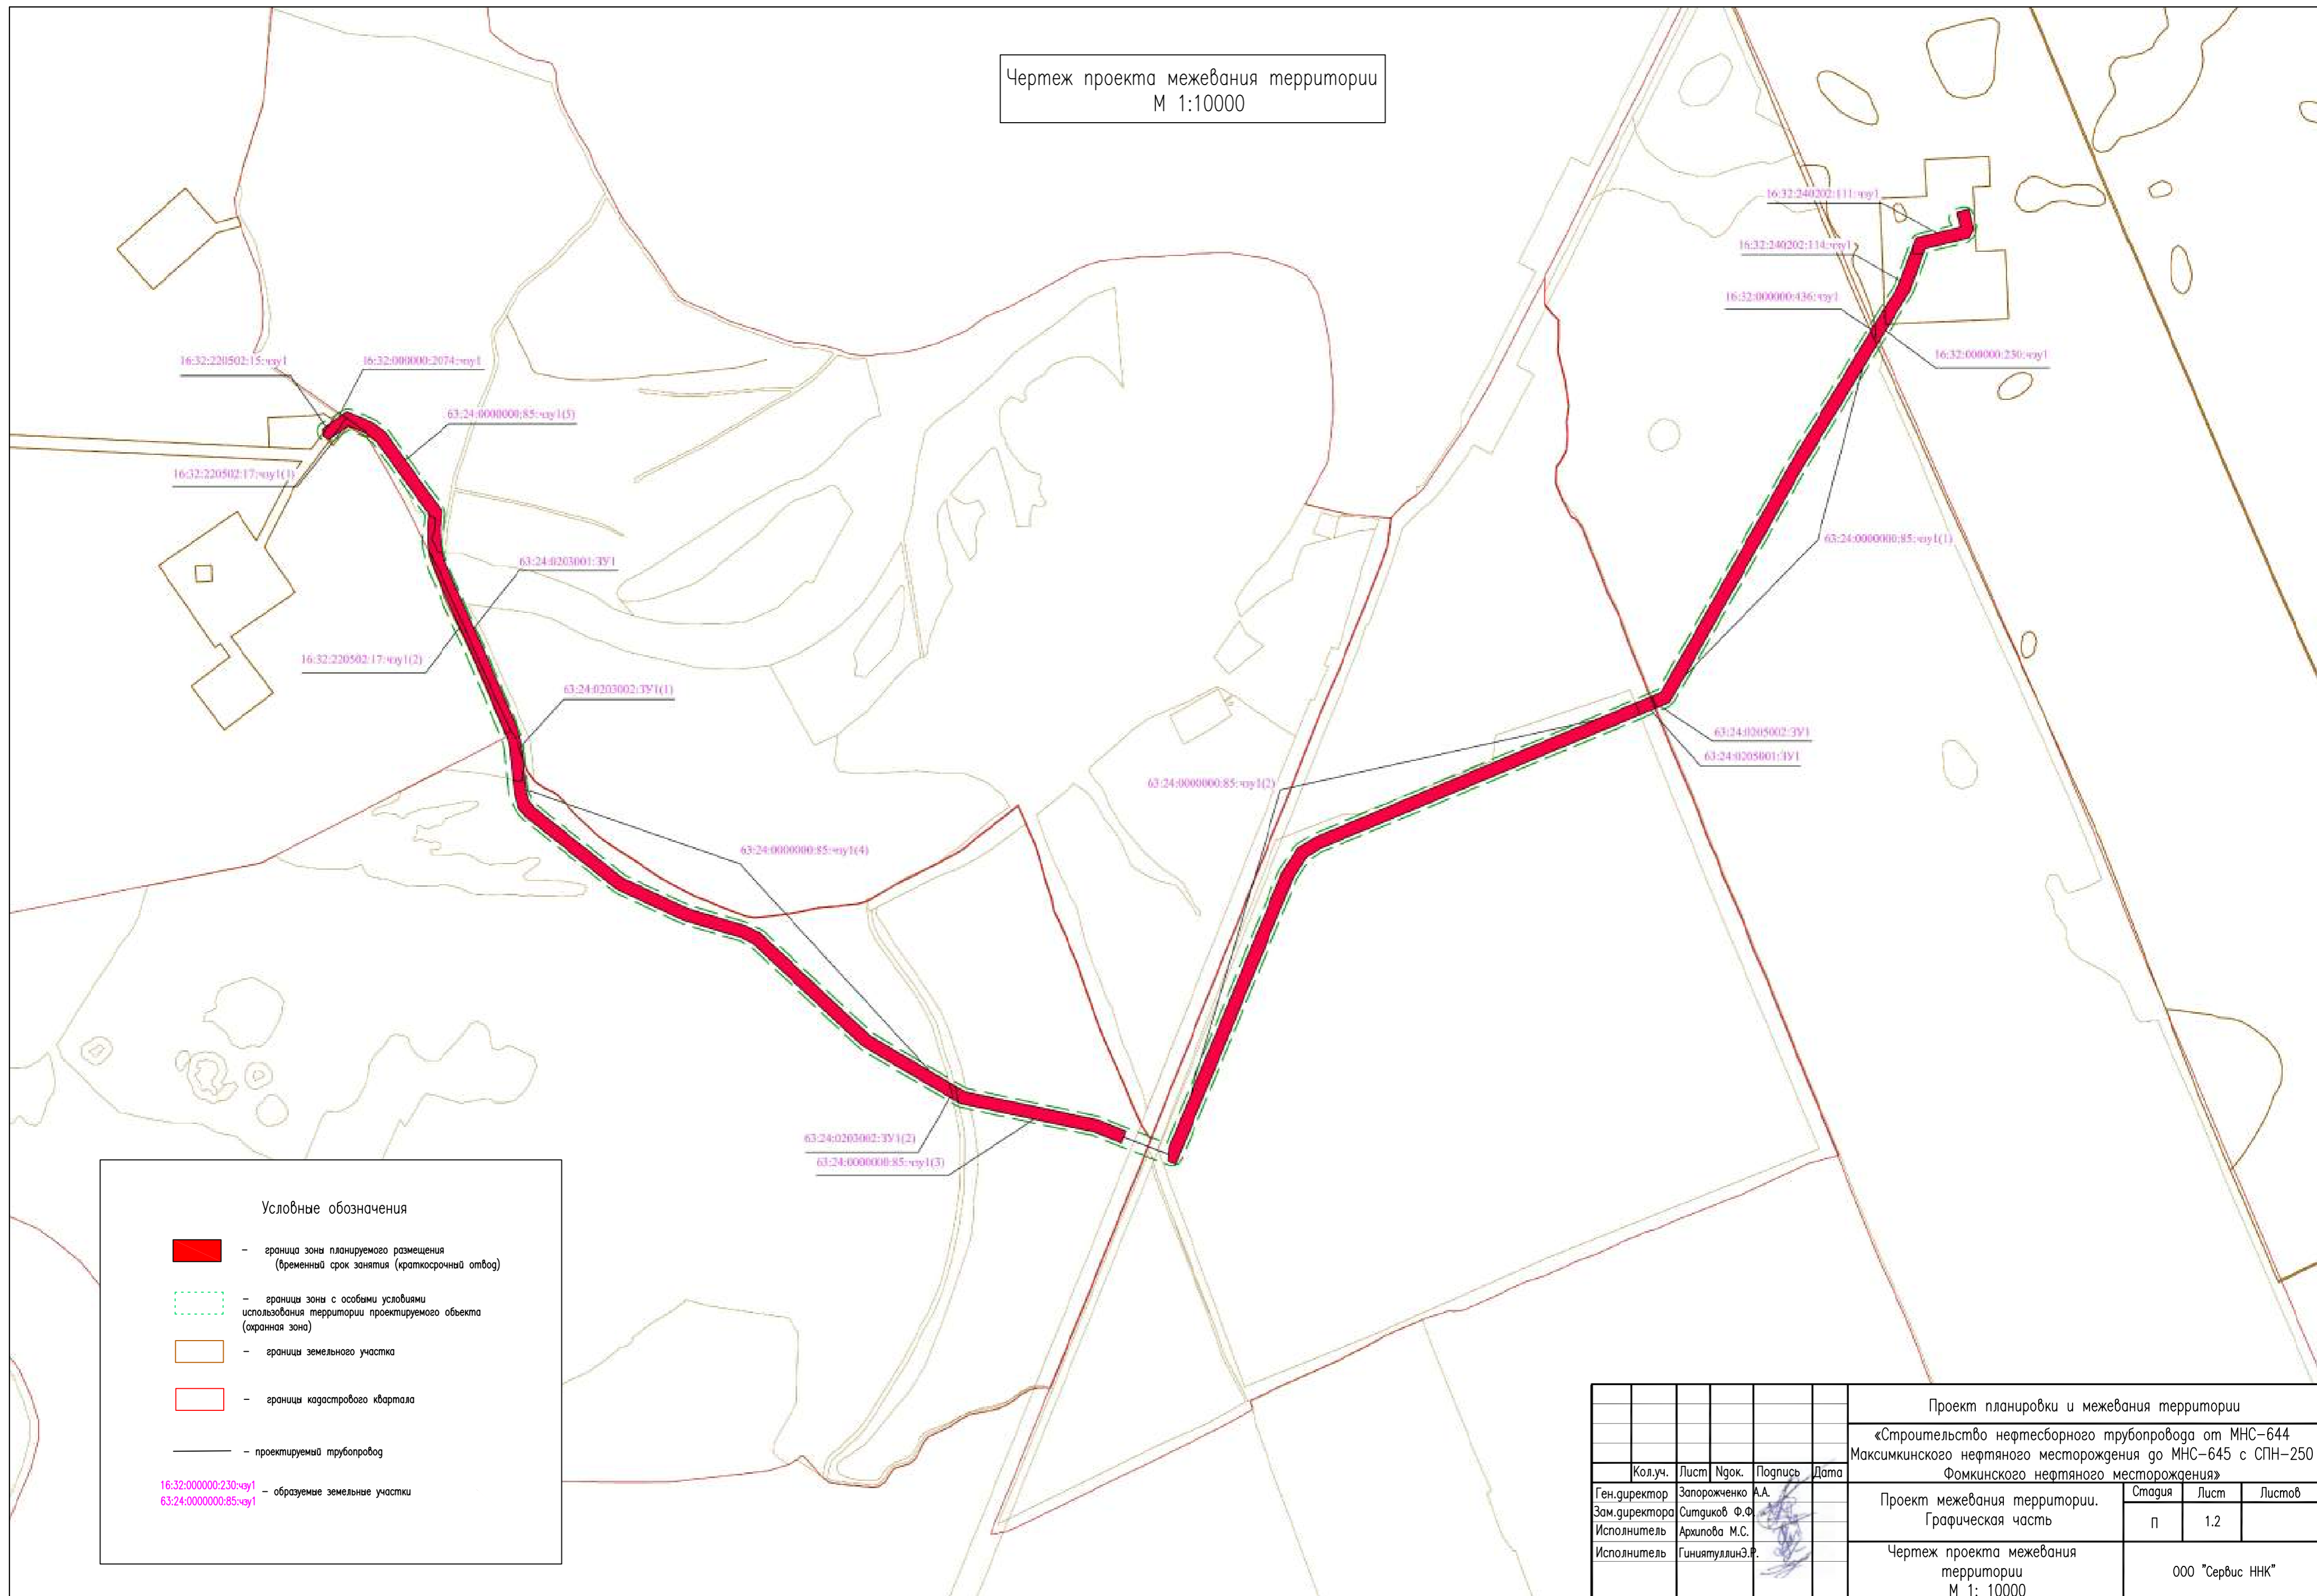 Чертеж проекта межевания территории
М 1:10000
16:32:240202:111:чзу1
16:32:240202:114:чзу1
16:32:000000:436:чзу1
16:32:000000:230:чзу1
16:32:220502:15:чзу1
16:32:000000:2074:чзу1
63:24:0000000:85:чзу1(5)
16:32:220502:17:чзу1(1)
63:24:0000000:85:чзу1(1)
63:24:0203001:ЗУ1
16:32:220502:17:чзу1(2)
63:24:0203002:ЗУ1(1)
63:24:0205002:ЗУ1
63:24:0205001:ЗУ1
63:24:0000000:85:чзу1(2)
63:24:0000000:85:чзу1(4)
63:24:0203002:ЗУ1(2)
63:24:0000000:85:чзу1(3)
Условные обозначения
- граница зоны планируемого размещения
(временный срок занятия (краткосрочный отвод)
- границы зоны с особыми условиями
использования территории проектируемого объекта
(охранная зона)
- границы земельного участка
- границы кадастрового квартала
- проектируемый трубопровод
16:32:000000:230:чзу1
63:24:0000000:85:чзу1
- образуемые земельные участки
Проект планировки и межевания территории
«Строительство нефтесборного трубопровода от МНС-644
Максимкинского нефтяного месторождения до МНС-645 с СПН-250
Фомкинского нефтяного месторождения»
Кол.уч. Лист Nдок. Подпись Дата
Ген.директор Запорожченко А.А.
Зам.директора Ситдиков Ф.Ф.
Исполнитель Архипова М.С.
Исполнитель ГиниятуллинЭ.Р.
Проект межевания территории.
Графическая часть
Стадия Лист Листов
П 1.2
Чертеж проекта межевания
территории
М 1: 10000
ООО "Сервис ННК"